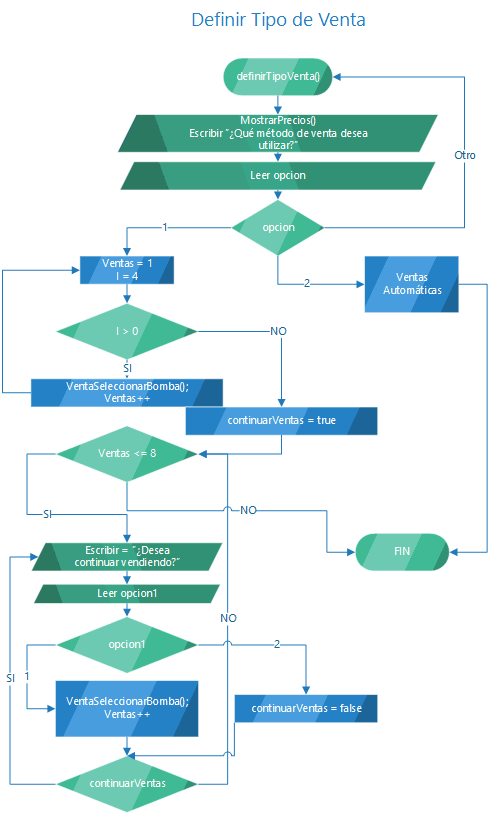 Definir Tipo de Venta
definirTipoVenta()
MostrarPrecios()
Escribir "¿Qué método de venta desea
utilizar?"
Otro
Leer opcion
opcion
1
Ventas = 1
I = 4
2
Ventas
Automáticas
I > 0
NO
SI
VentaSeleccionarBomba();
Ventas++
continuarVentas = true
Ventas <= 8
SI
NO
FIN
Escribir = "¿Desea
continuar vendiendo?"
Leer opcion1
NO
opcion1
2
SI
1
VentaSeleccionarBomba();
Ventas++
continuarVentas = false
continuarVentas